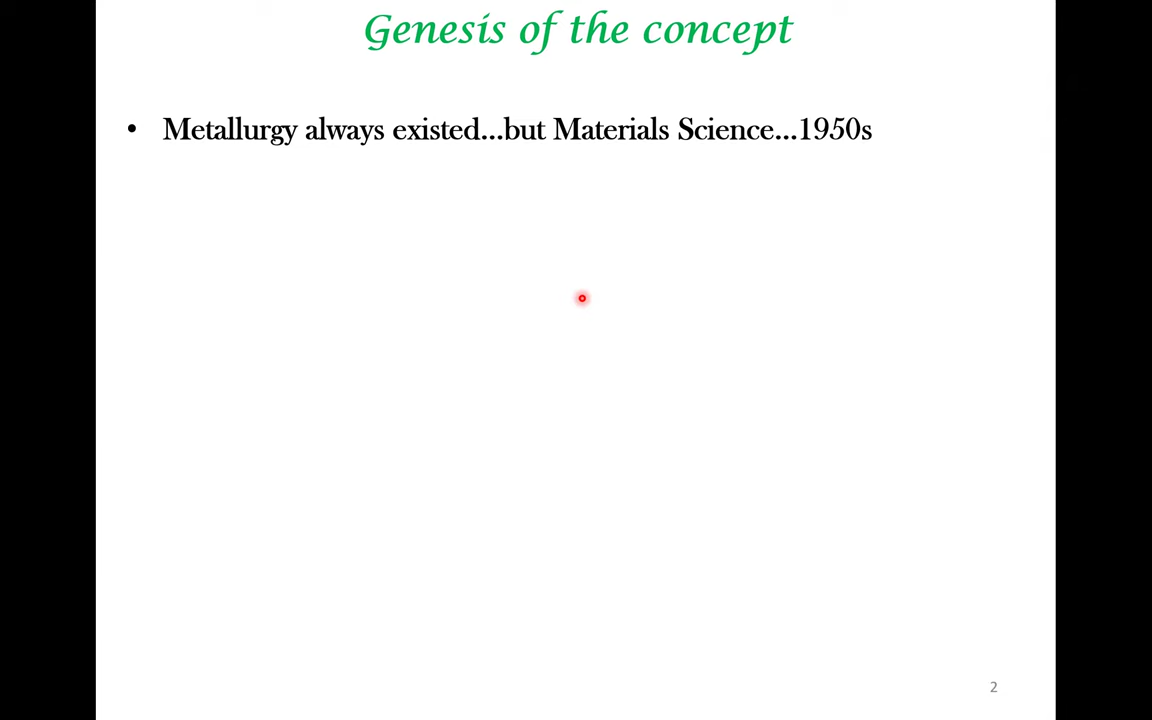 Genesis of the concept
• Metallurgy always existed...but Materials Science...1950s
2